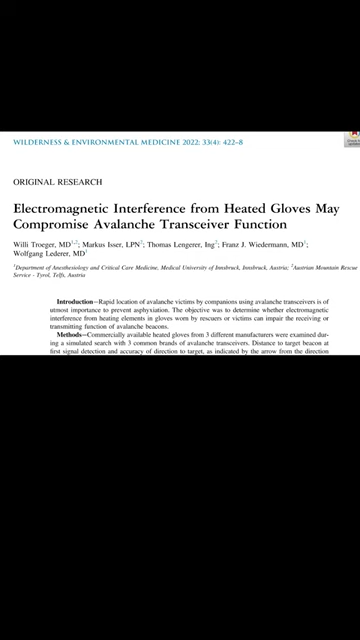 WILDERNESS & ENVIRONMENTAL MEDICINE 2022; 33(4): 422–8
ORIGINAL RESEARCH
Electromagnetic Interference from Heated Gloves May
Compromise Avalanche Transceiver Function
Willi Troeger, MD1,2; Markus Isser, LPN2; Thomas Lengerer, Ing2; Franz J. Wiedermann, MD1;
Wolfgang Lederer, MD1
1Department of Anesthesiology and Critical Care Medicine, Medical University of Innsbruck, Innsbruck, Austria; 2Austrian Mountain Rescue
Service - Tyrol, Telfs, Austria
Introduction—Rapid location of avalanche victims by companions using avalanche transceivers is of
utmost importance to prevent asphyxiation. The objective was to determine whether electromagnetic
interference from heating elements in gloves worn by rescuers or victims can impair the receiving or
transmitting function of avalanche beacons.
Methods—Commercially available heated gloves from 3 different manufacturers were examined dur-
ing a simulated search with 3 common brands of avalanche transceivers. Distance to target beacon at
first signal detection and accuracy of direction to target, as indicated by the arrow from the direction